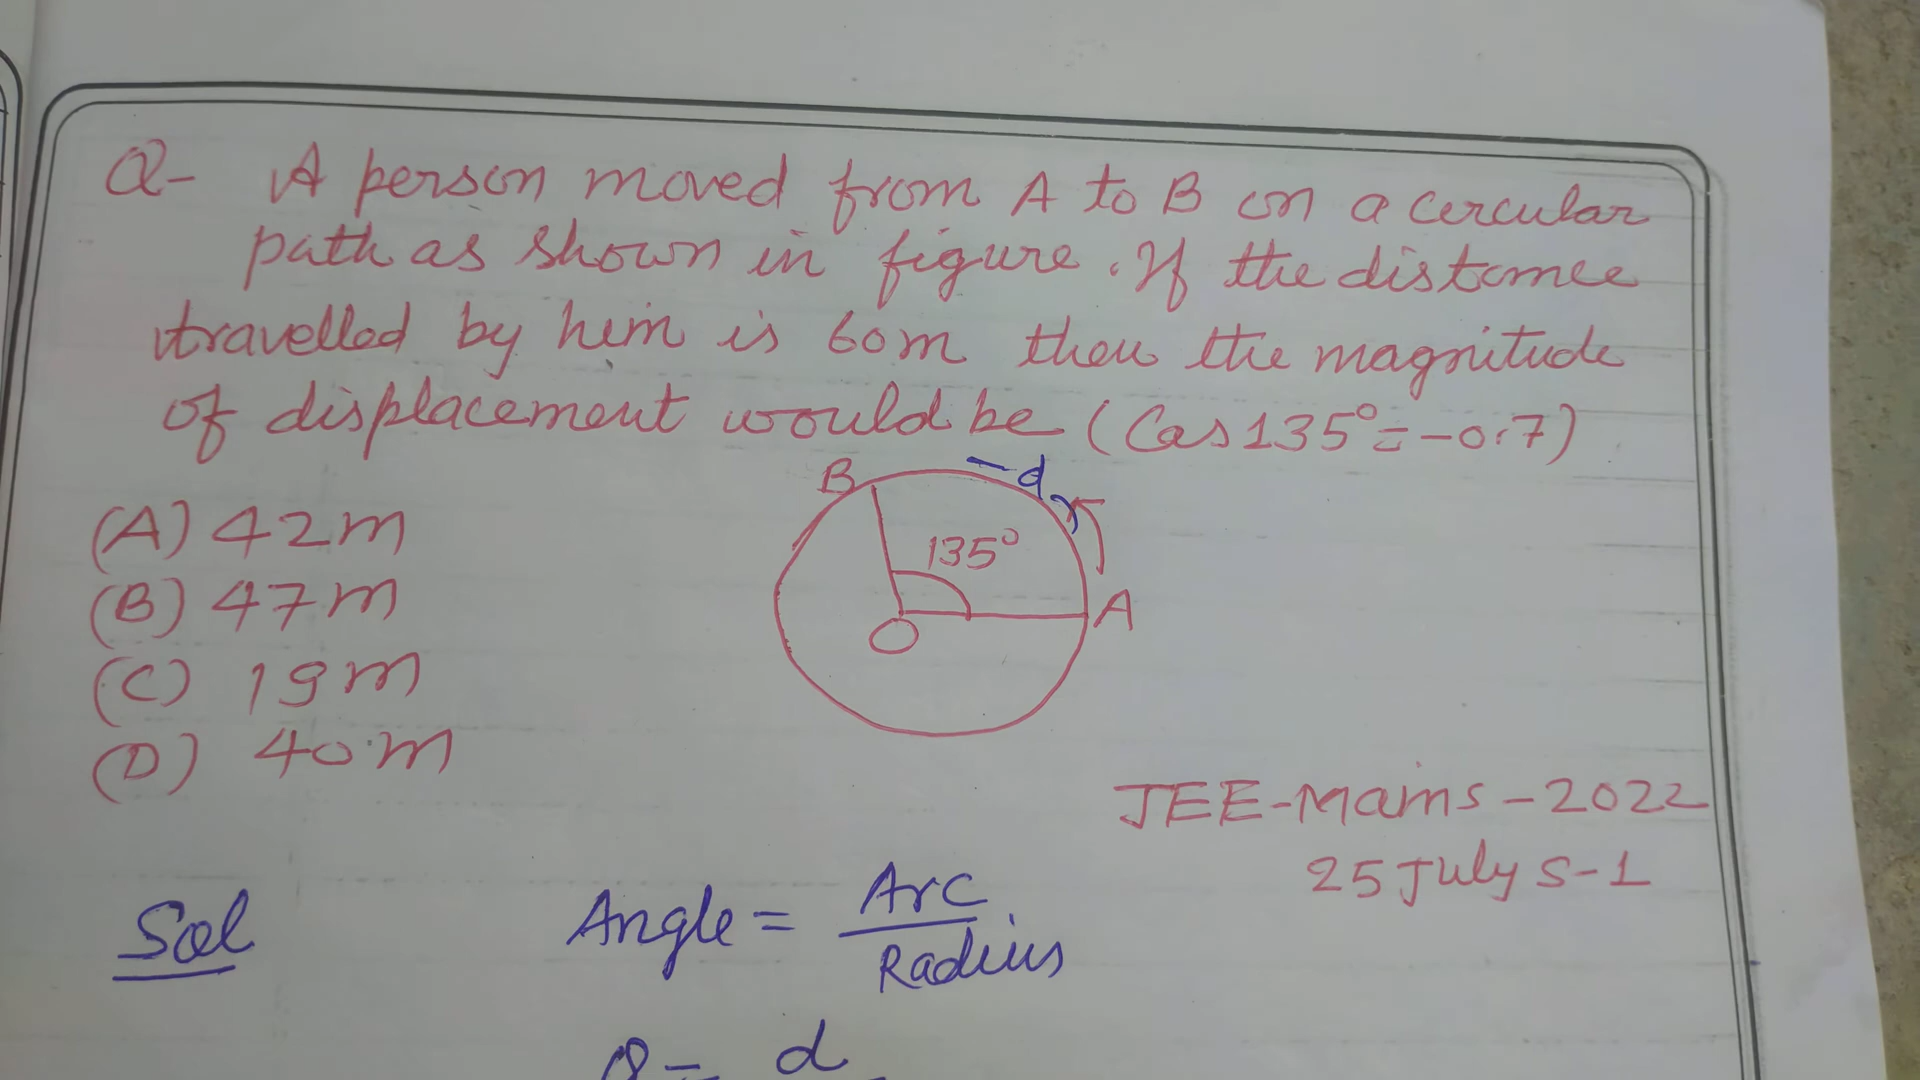 Q- A person moved from A to B on a circular
path as shown in figure. If the distance
travelled by him is 60m then the magnitude
of displacement would be (Cos135°=-0.7)
B
d
135°
A
O
(A) 42m
(B) 47m
(C) 19m
(D) 40m
JEE-Mains-2022
25 July S-1
Sol
Angle = Arc
Radius
θ = d